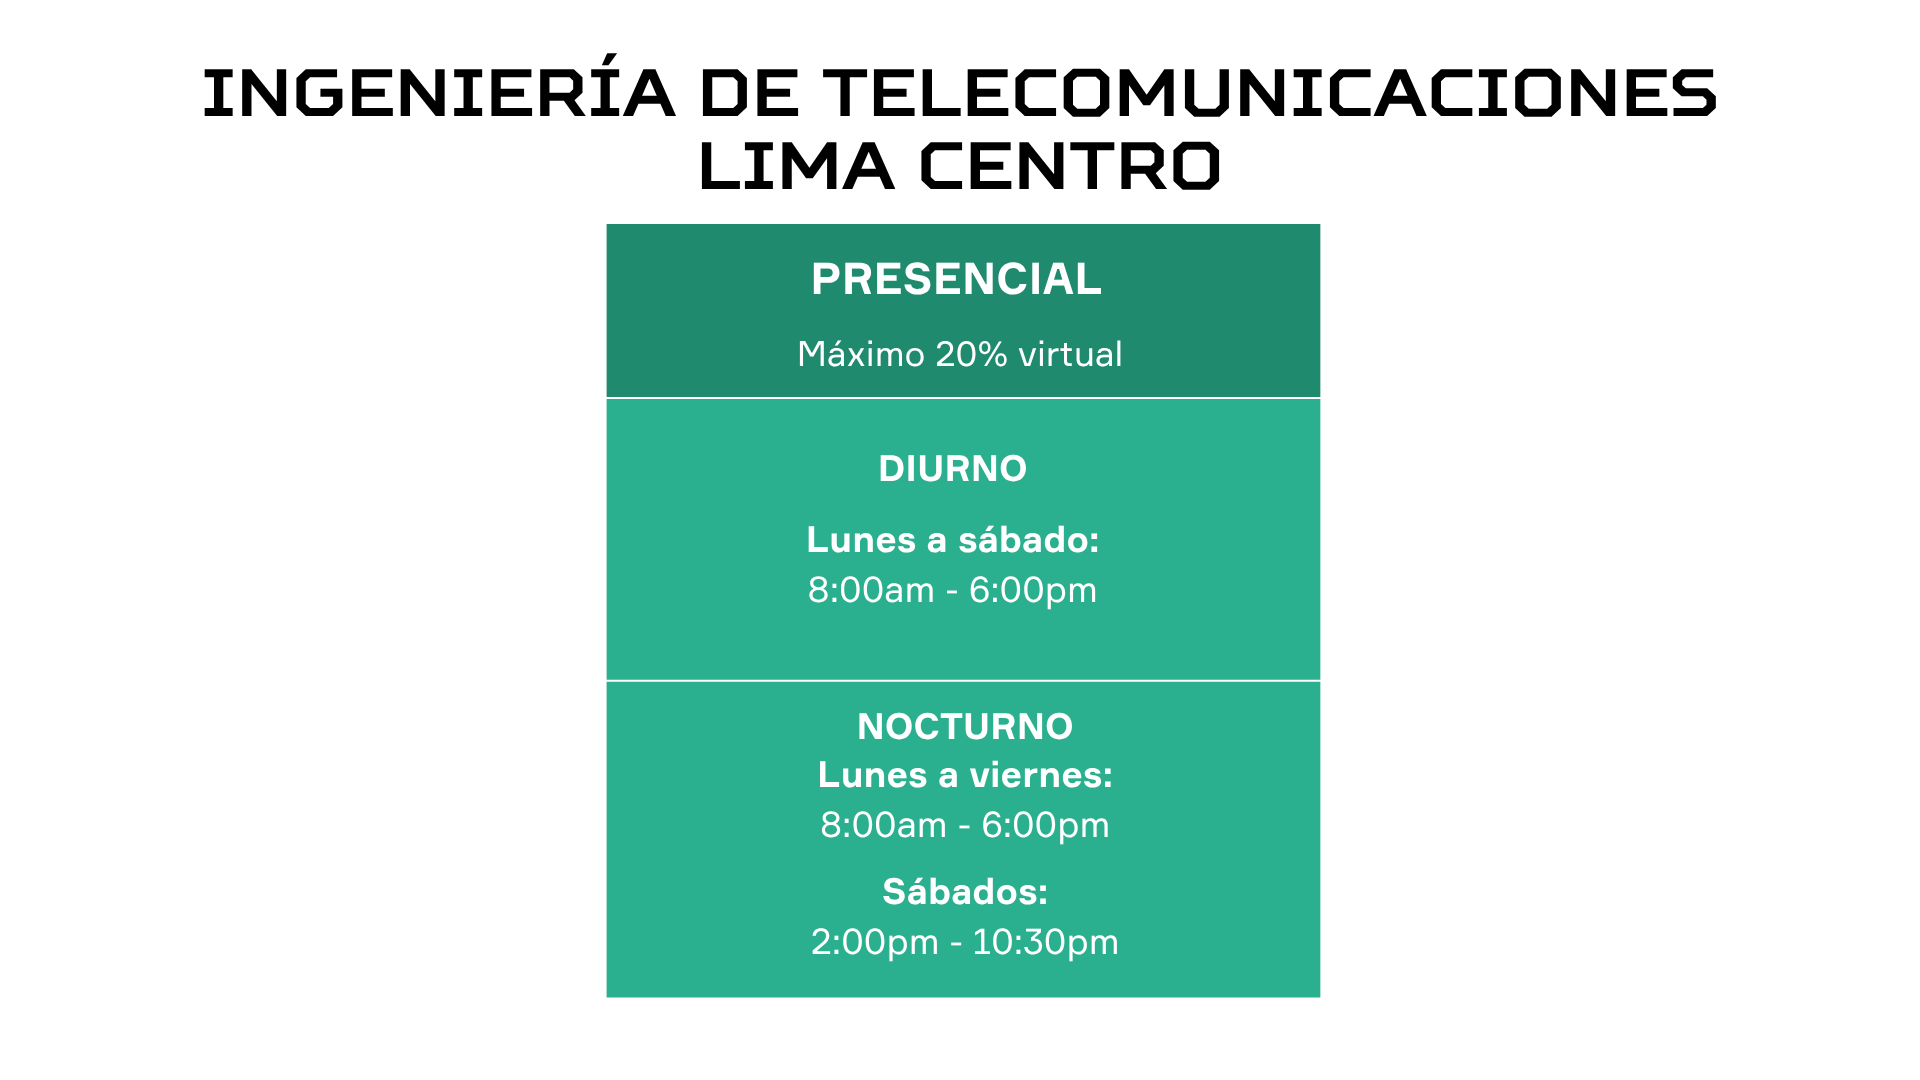 INGENIERÍA DE TELECOMUNICACIONES
LIMA CENTRO
PRESENCIAL
Máximo 20% virtual
DIURNO
Lunes a sábado:
8:00am - 6:00pm
NOCTURNO
Lunes a viernes:
8:00am - 6:00pm
Sábados:
2:00pm - 10:30pm